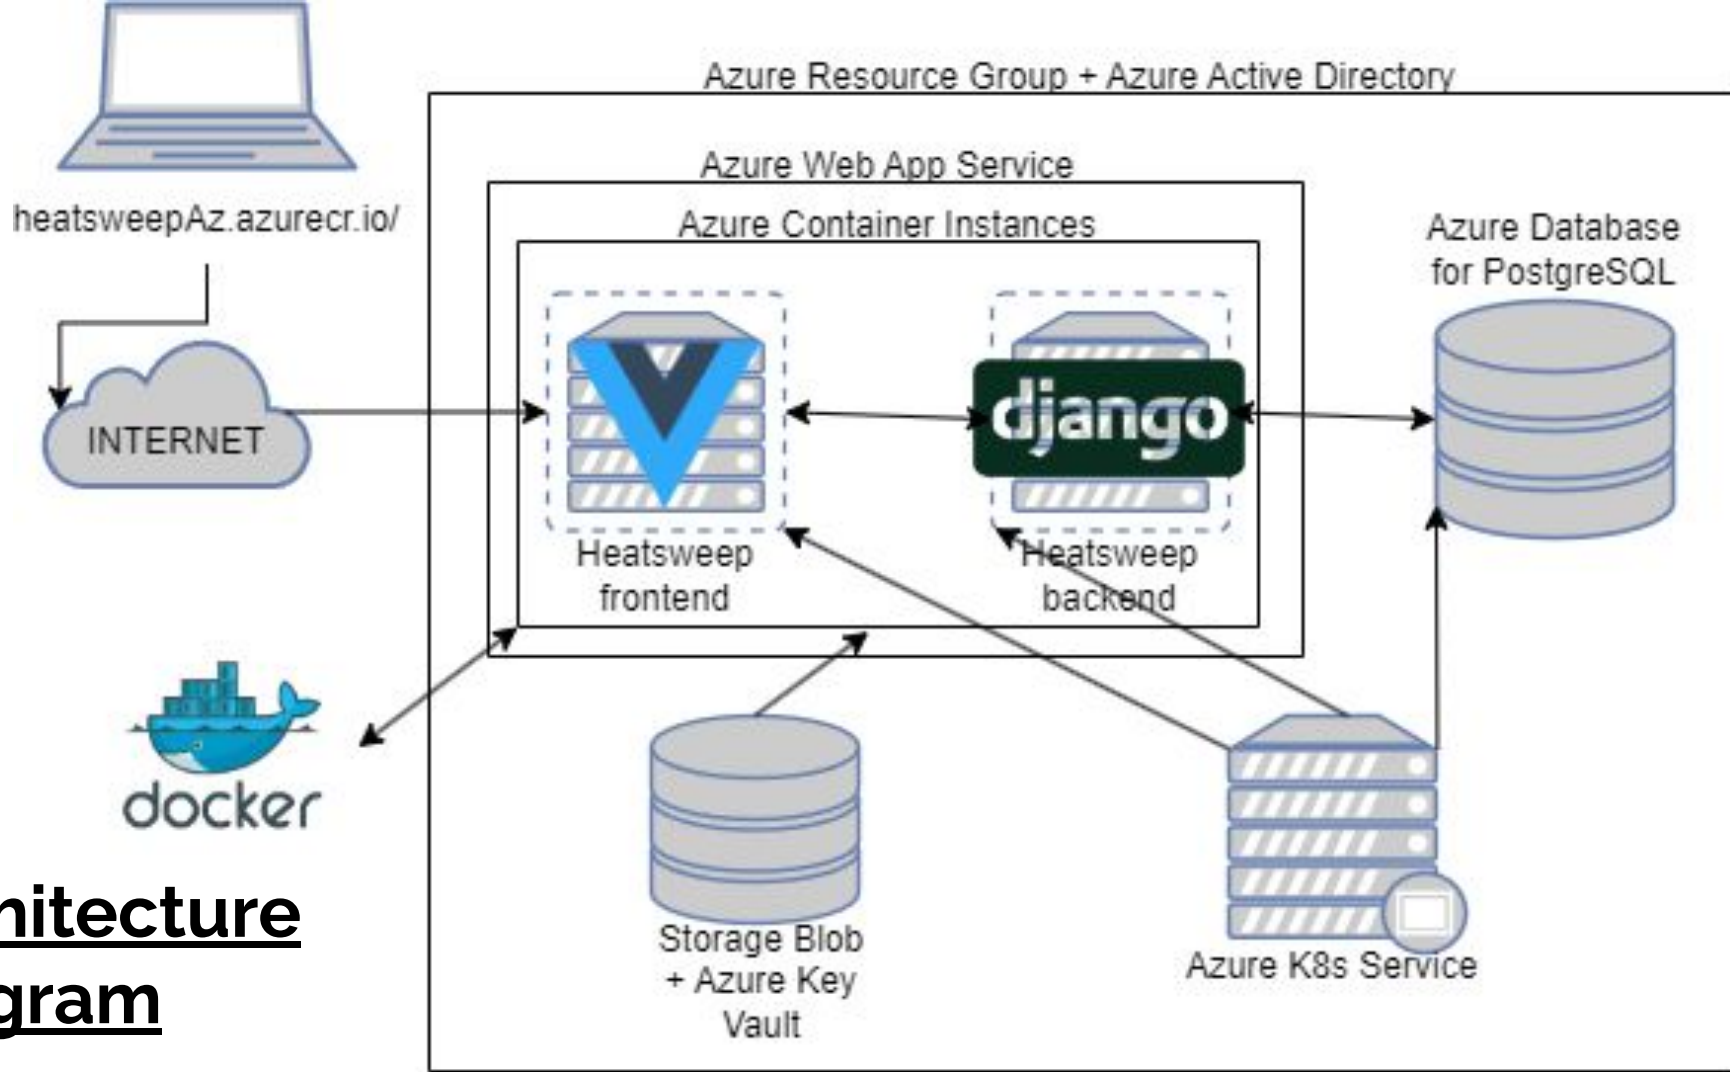 Azure Resource Group + Azure Active Directory
Azure Web App Service
heatsweepAz.azurecr.io/
Azure Container Instances
Azure Database
for PostgreSQL
INTERNET
django
Heatsweep
frontend
Heatsweep
backend
docker
hitecture
gram
Storage Blob
+ Azure Key
Vault
Azure K8s Service